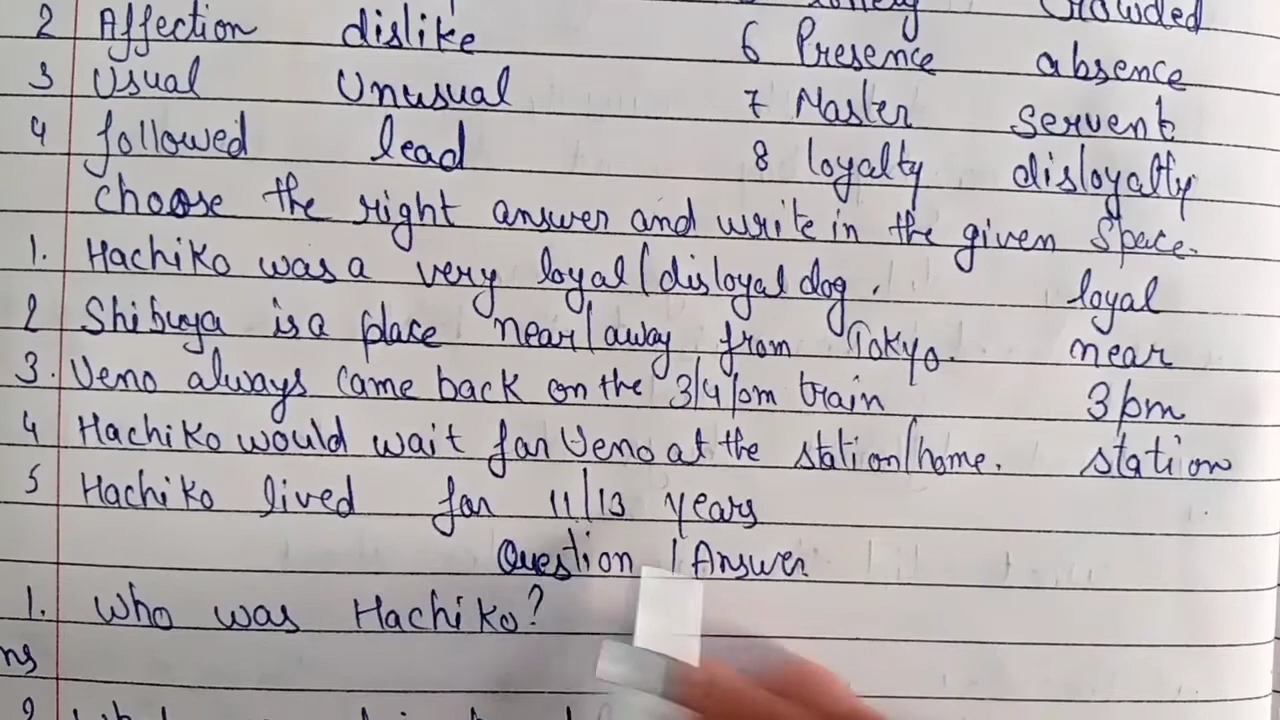 Crowded
2 Affection dislike 6 Presence absence
3 Usual Unusual 7 Master servent
4 followed lead 8 loyalty disloyalty
choose the right answer and write in the given space.
1. Hachiko was a very loyal/disloyal dog. loyal
2 Shibuya is a place near/away from Tokyo. near
3. Veno always came back on the 3/4 pm train 3 pm
4 Hachiko would wait for Veno at the station/home. station
5 Hachiko lived for 11/13 years
Question / Answer
1. Who was Hachiko?
ns